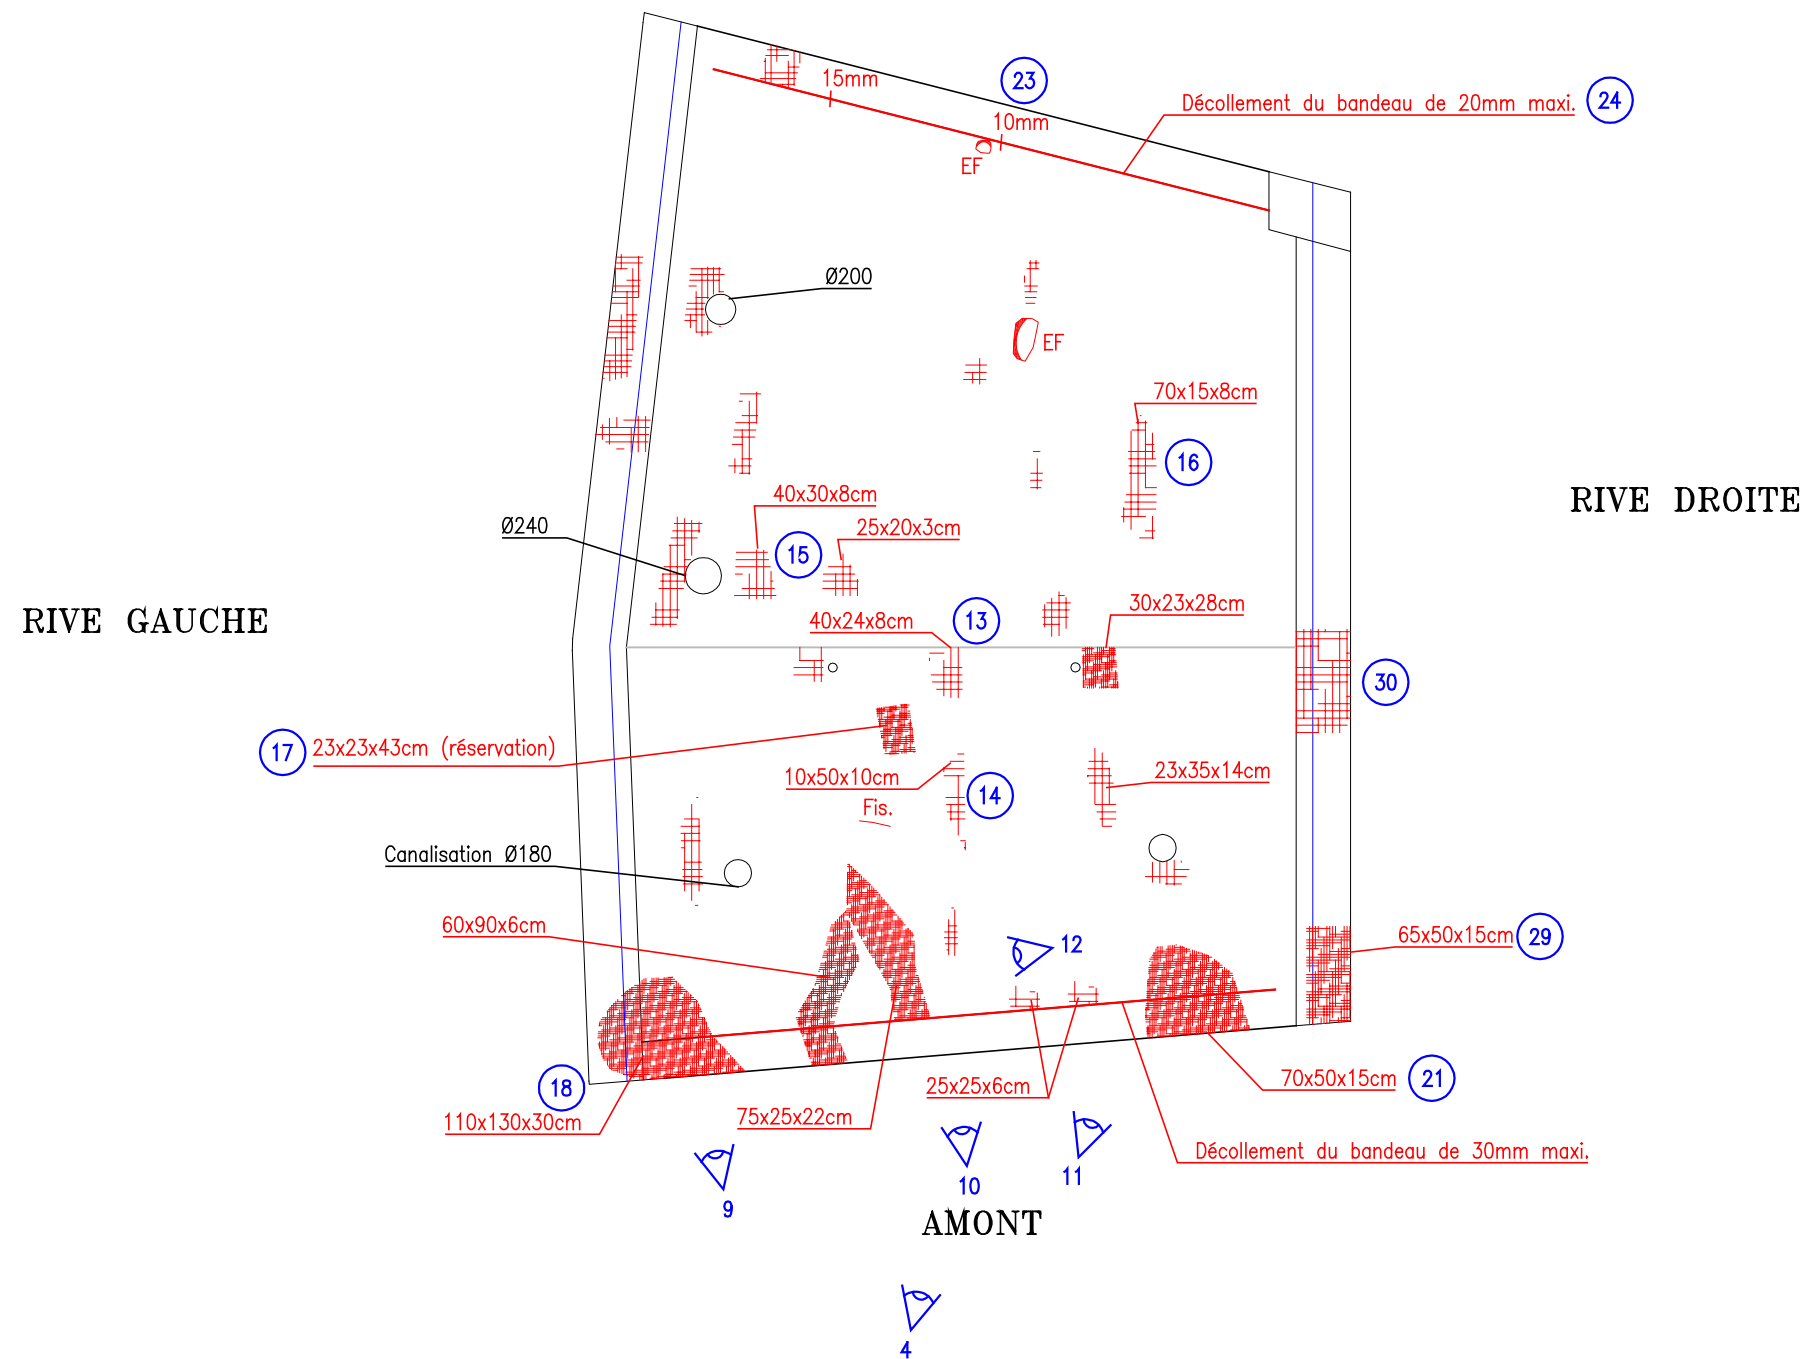 23
15mm
Décollement du bandeau de 20mm maxi.
24
10mm
EF
Ø200
EF
70x15x8cm
16
40x30x8cm
RIVE DROITE
Ø240
25x20x3cm
15
RIVE GAUCHE
40x24x8cm
13
30x23x28cm
30
17
23x23x43cm (réservation)
10x50x10cm
14
23x35x14cm
Fis.
Canalisation Ø180
60x90x6cm
12
65x50x15cm
29
18
25x25x6cm
70x50x15cm
21
110x130x30cm
75x25x22cm
Décollement du bandeau de 30mm maxi.
9
10
11
AMONT
4